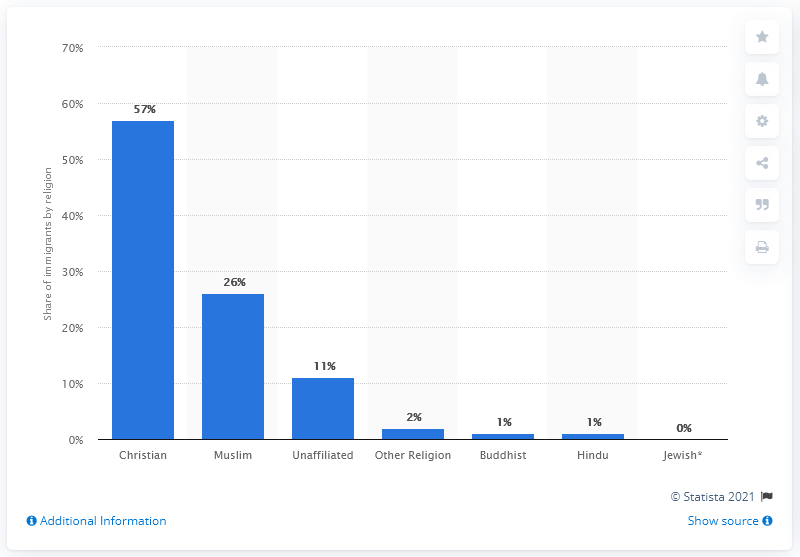 70%
60%
50%
40%
30%
20%
10%
0%
Share of immigrants by religion
57%
26%
11%
2%
1%
1%
0%
Christian
Muslim
Unaffiliated
Other Religion
Buddhist
Hindu
Jewish*
© Statista 2021
Additional Information
Show source